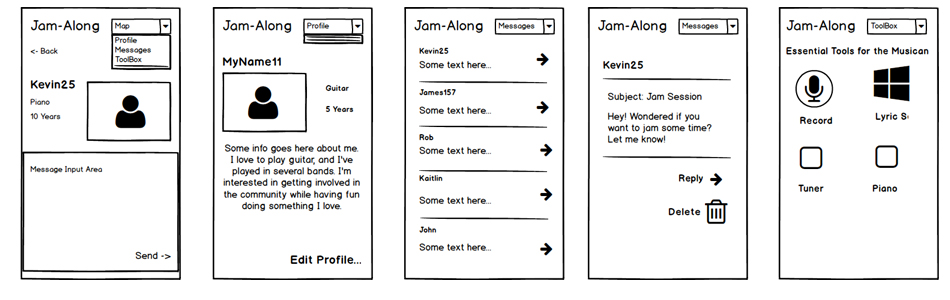 Jam-Along
Map
Profile
Messages
ToolBox
<- Back
Kevin25
Piano
10 Years
Message Input Area
Send ->
Jam-Along
Profile
MyName11
Guitar
5 Years
Some info goes here about me.
I love to play guitar, and I've
played in several bands. I'm
interested in getting involved in
the community while having fun
doing something I love.
Edit Profile...
Jam-Along
Messages
Kevin25
Some text here...
James157
Some text here...
Rob
Some text here...
Kaitlin
Some text here...
John
Some text here...
Jam-Along
Messages
Kevin25
Subject: Jam Session
Hey! Wondered if you
want to jam some time?
Let me know!
Reply
Delete
Jam-Along
ToolBox
Essential Tools for the Musican
Record
Lyric
Tuner
Piano